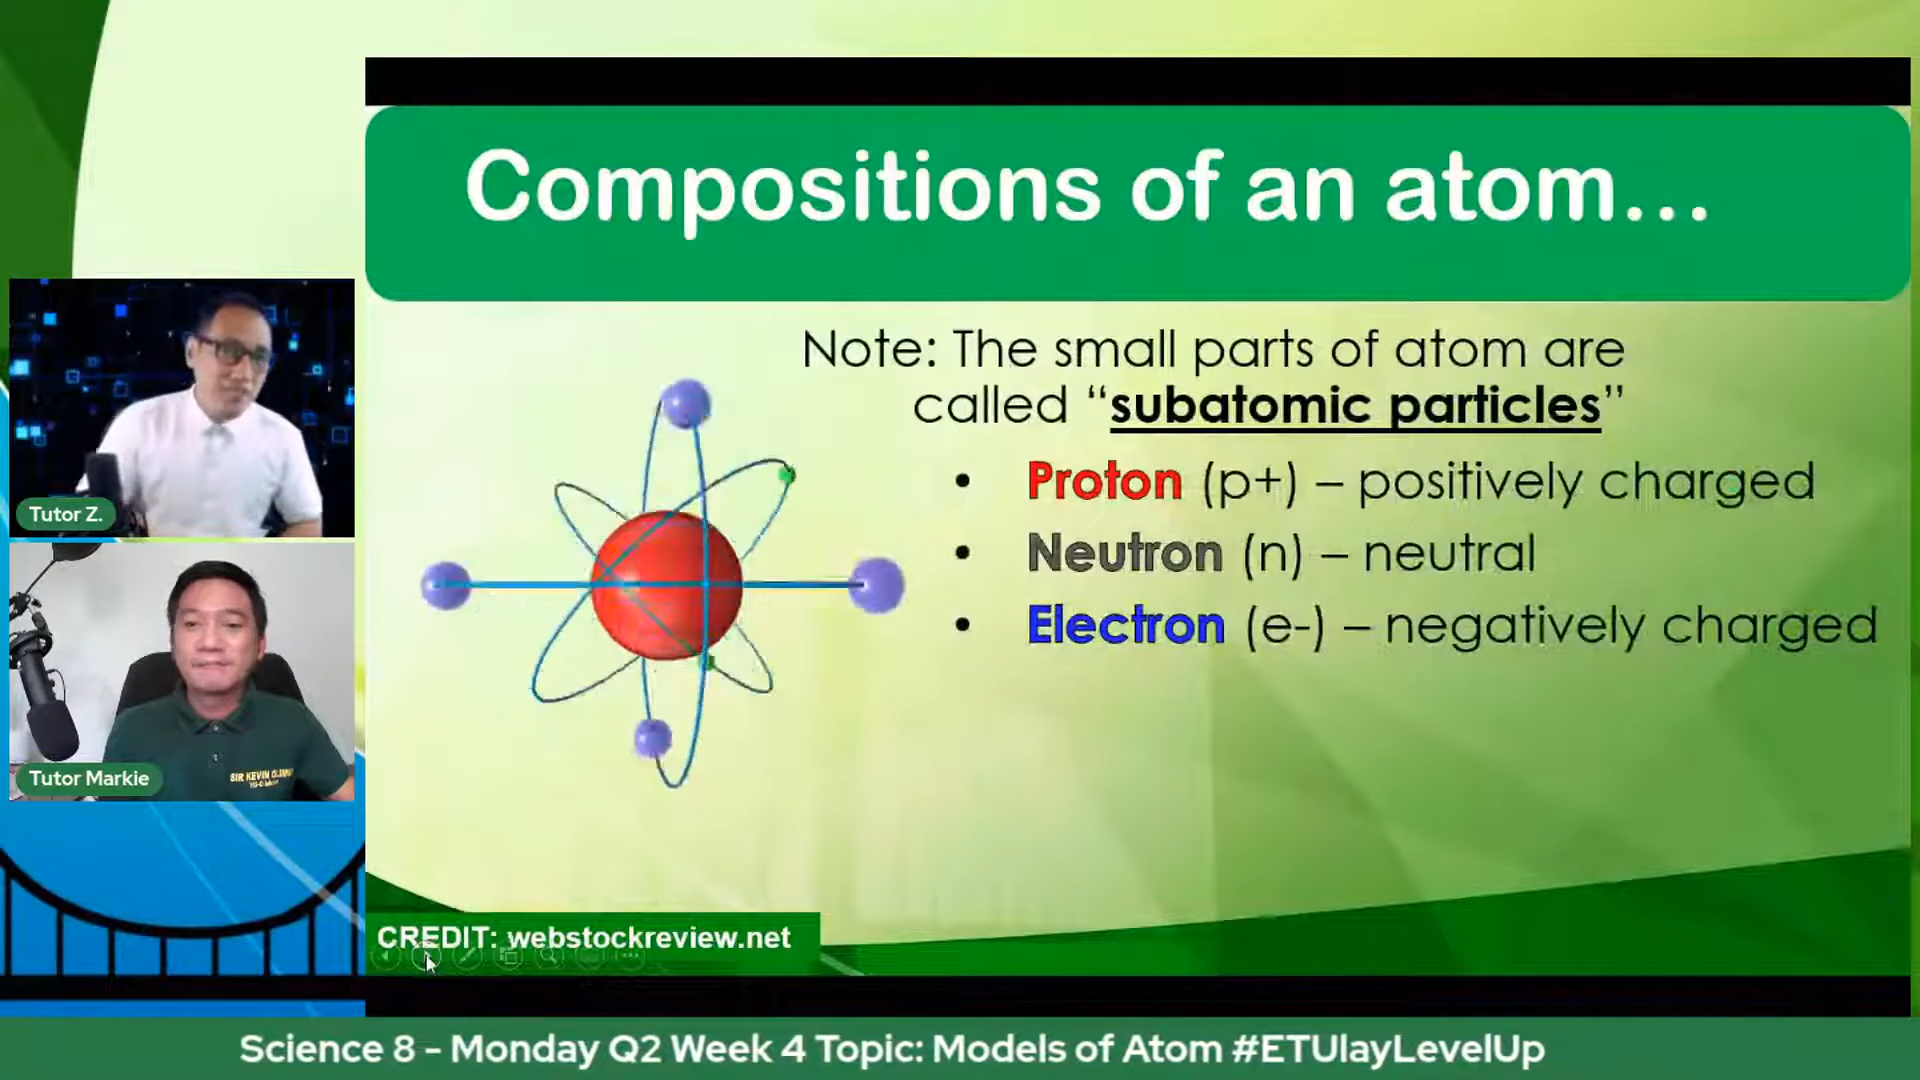 Compositions of an atom...
Note: The small parts of atom are
called “subatomic particles”
• Proton (p+) – positively charged
• Neutron (n) – neutral
• Electron (e-) – negatively charged
Tutor Z.
SIR KEVIN
Tutor Markie
CREDIT: webstockreview.net
Science 8 - Monday Q2 Week 4 Topic: Models of Atom #ETUlayLevelUp